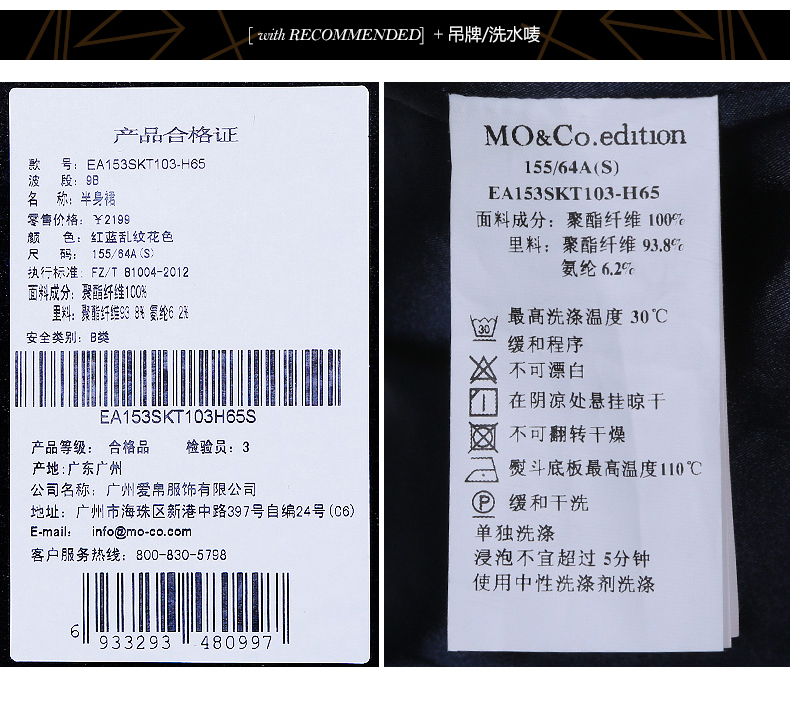 [ with RECOMMENDED] + 吊牌/洗水唛
产品合格证
款 号: EA153SKT103-H65
波 段: 9B
名 称: 半身裙
零售价格: ￥2199
颜 色: 红蓝乱纹花色
尺 码: 155/64A(S)
执行标准: FZ/T 81004-2012
面料成分: 聚酯纤维100%
里料: 聚酯纤维93 8% 氨纶6 2%
安全类别: B类
EA153SKT103H65S
产品等级: 合格品 检验员: 3
产地:广东广州
公司名称: 广州爱帛服饰有限公司
地址: 广州市海珠区新港中路397号自编24号(C6)
E-mail: info@mo-co.com
客户服务热线: 800-830-5798
6 933293 480997
MO&Co.edition
155/64A(S)
EA153SKT103-H65
面料成分: 聚酯纤维 100%
里料: 聚酯纤维 93.8%
氨纶 6.2%
30 最高洗涤温度 30℃
缓和程序
不可漂白
在阴凉处悬挂晾干
不可翻转干燥
熨斗底板最高温度110℃
P 缓和干洗
单独洗涤
浸泡不宜超过 5分钟
使用中性洗涤剂洗涤